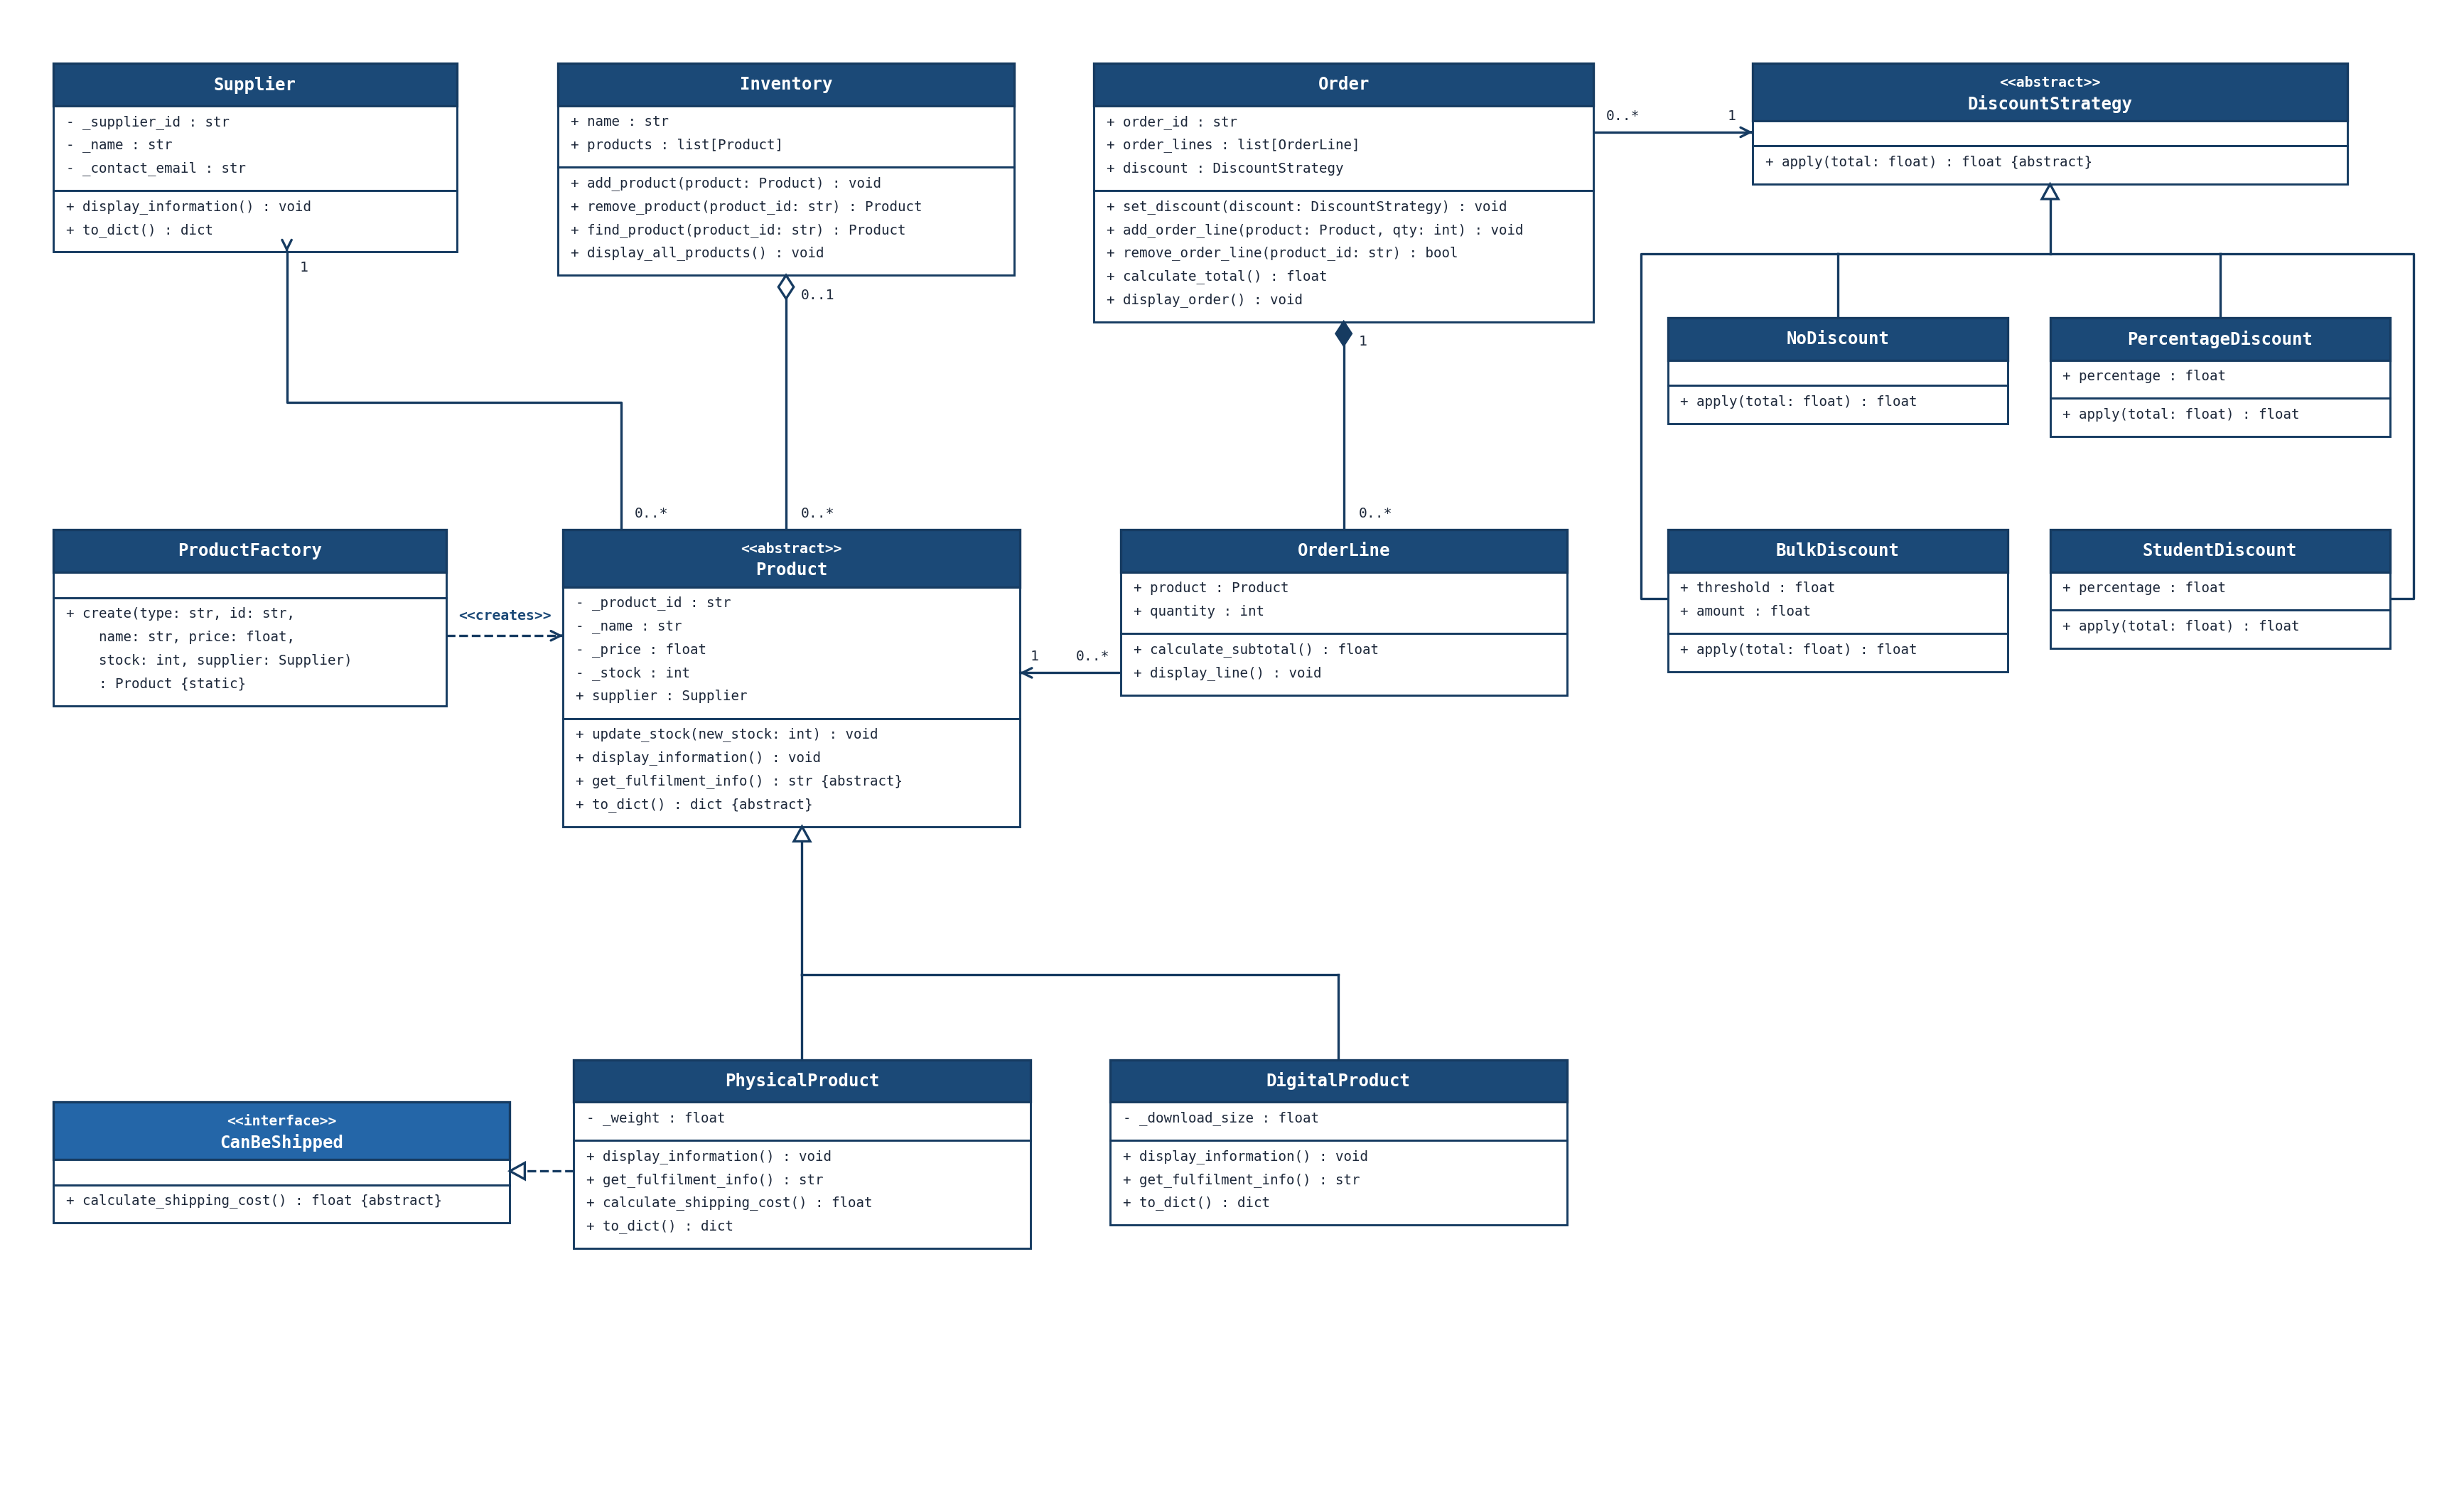 Supplier
- _supplier_id : str
- _name : str
- _contact_email : str
+ display_information() : void
+ to_dict() : dict
1
Inventory
+ name : str
+ products : list[Product]
+ add_product(product: Product) : void
+ remove_product(product_id: str) : Product
+ find_product(product_id: str) : Product
+ display_all_products() : void
0..1
Order
+ order_id : str
+ order_lines : list[OrderLine]
+ discount : DiscountStrategy
+ set_discount(discount: DiscountStrategy) : void
+ add_order_line(product: Product, qty: int) : void
+ remove_order_line(product_id: str) : bool
+ calculate_total() : float
+ display_order() : void
1
0..*
1
<<abstract>>
DiscountStrategy
+ apply(total: float) : float {abstract}
NoDiscount
+ apply(total: float) : float
PercentageDiscount
+ percentage : float
+ apply(total: float) : float
0..*
0..*
0..*
ProductFactory
+ create(type: str, id: str,
name: str, price: float,
stock: int, supplier: Supplier)
: Product {static}
<<creates>>
<<abstract>>
Product
- _product_id : str
- _name : str
- _price : float
- _stock : int
+ supplier : Supplier
+ update_stock(new_stock: int) : void
+ display_information() : void
+ get_fulfilment_info() : str {abstract}
+ to_dict() : dict {abstract}
1
0..*
OrderLine
+ product : Product
+ quantity : int
+ calculate_subtotal() : float
+ display_line() : void
BulkDiscount
+ threshold : float
+ amount : float
+ apply(total: float) : float
StudentDiscount
+ percentage : float
+ apply(total: float) : float
<<interface>>
CanBeShipped
+ calculate_shipping_cost() : float {abstract}
PhysicalProduct
- _weight : float
+ display_information() : void
+ get_fulfilment_info() : str
+ calculate_shipping_cost() : float
+ to_dict() : dict
DigitalProduct
- _download_size : float
+ display_information() : void
+ get_fulfilment_info() : str
+ to_dict() : dict